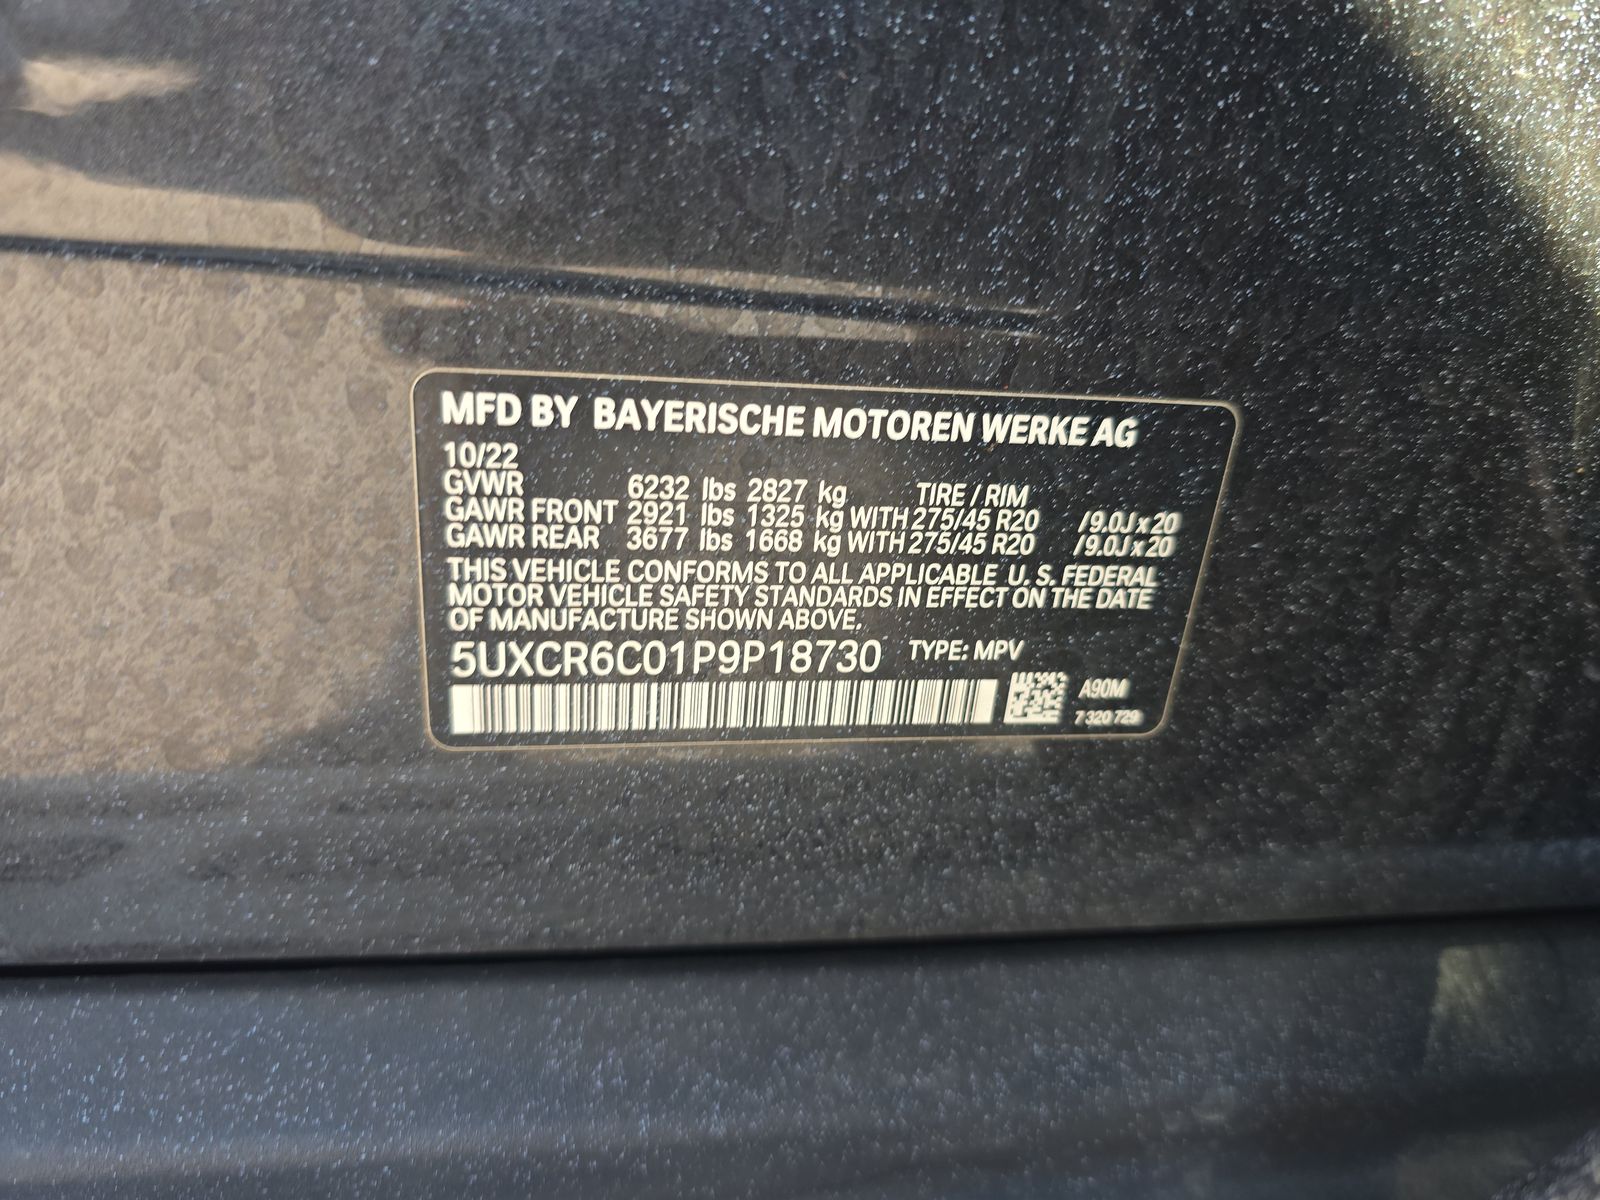 MFD BY BAYERISCHE MOTOREN WERKE AG
10/22
GVWR 6232 lbs 2827 kg TIRE / RIM
GAWR FRONT 2921 lbs 1325 kg WITH 275/45 R20 / 9.0J x 20
GAWR REAR 3677 lbs 1668 kg WITH 275/45 R20 / 9.0J x 20
THIS VEHICLE CONFORMS TO ALL APPLICABLE U. S. FEDERAL
MOTOR VEHICLE SAFETY STANDARDS IN EFFECT ON THE DATE
OF MANUFACTURE SHOWN ABOVE.
5UXCR6C01P9P18730 TYPE: MPV
A90M
7 320 729